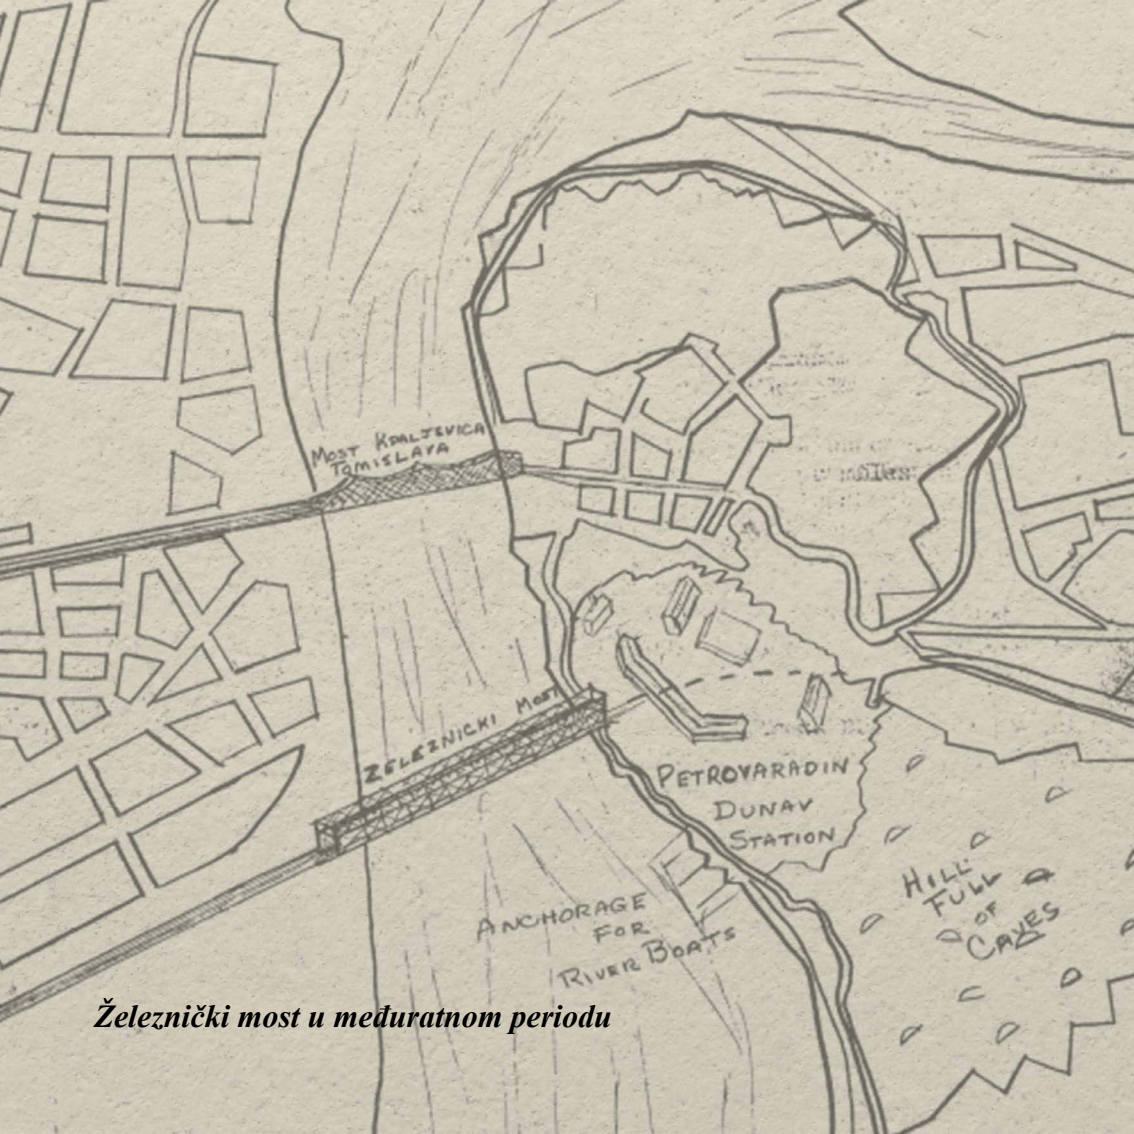 MOST KRALJEVICA
TOMISLAVA
ZELEZNICKI MOST
PETROVARADIN
DUNAV
STATION
HILL
FULL
OF
CAVES
ANCHORAGE
FOR
RIVER BOATS
Železnički most u međuratnom periodu